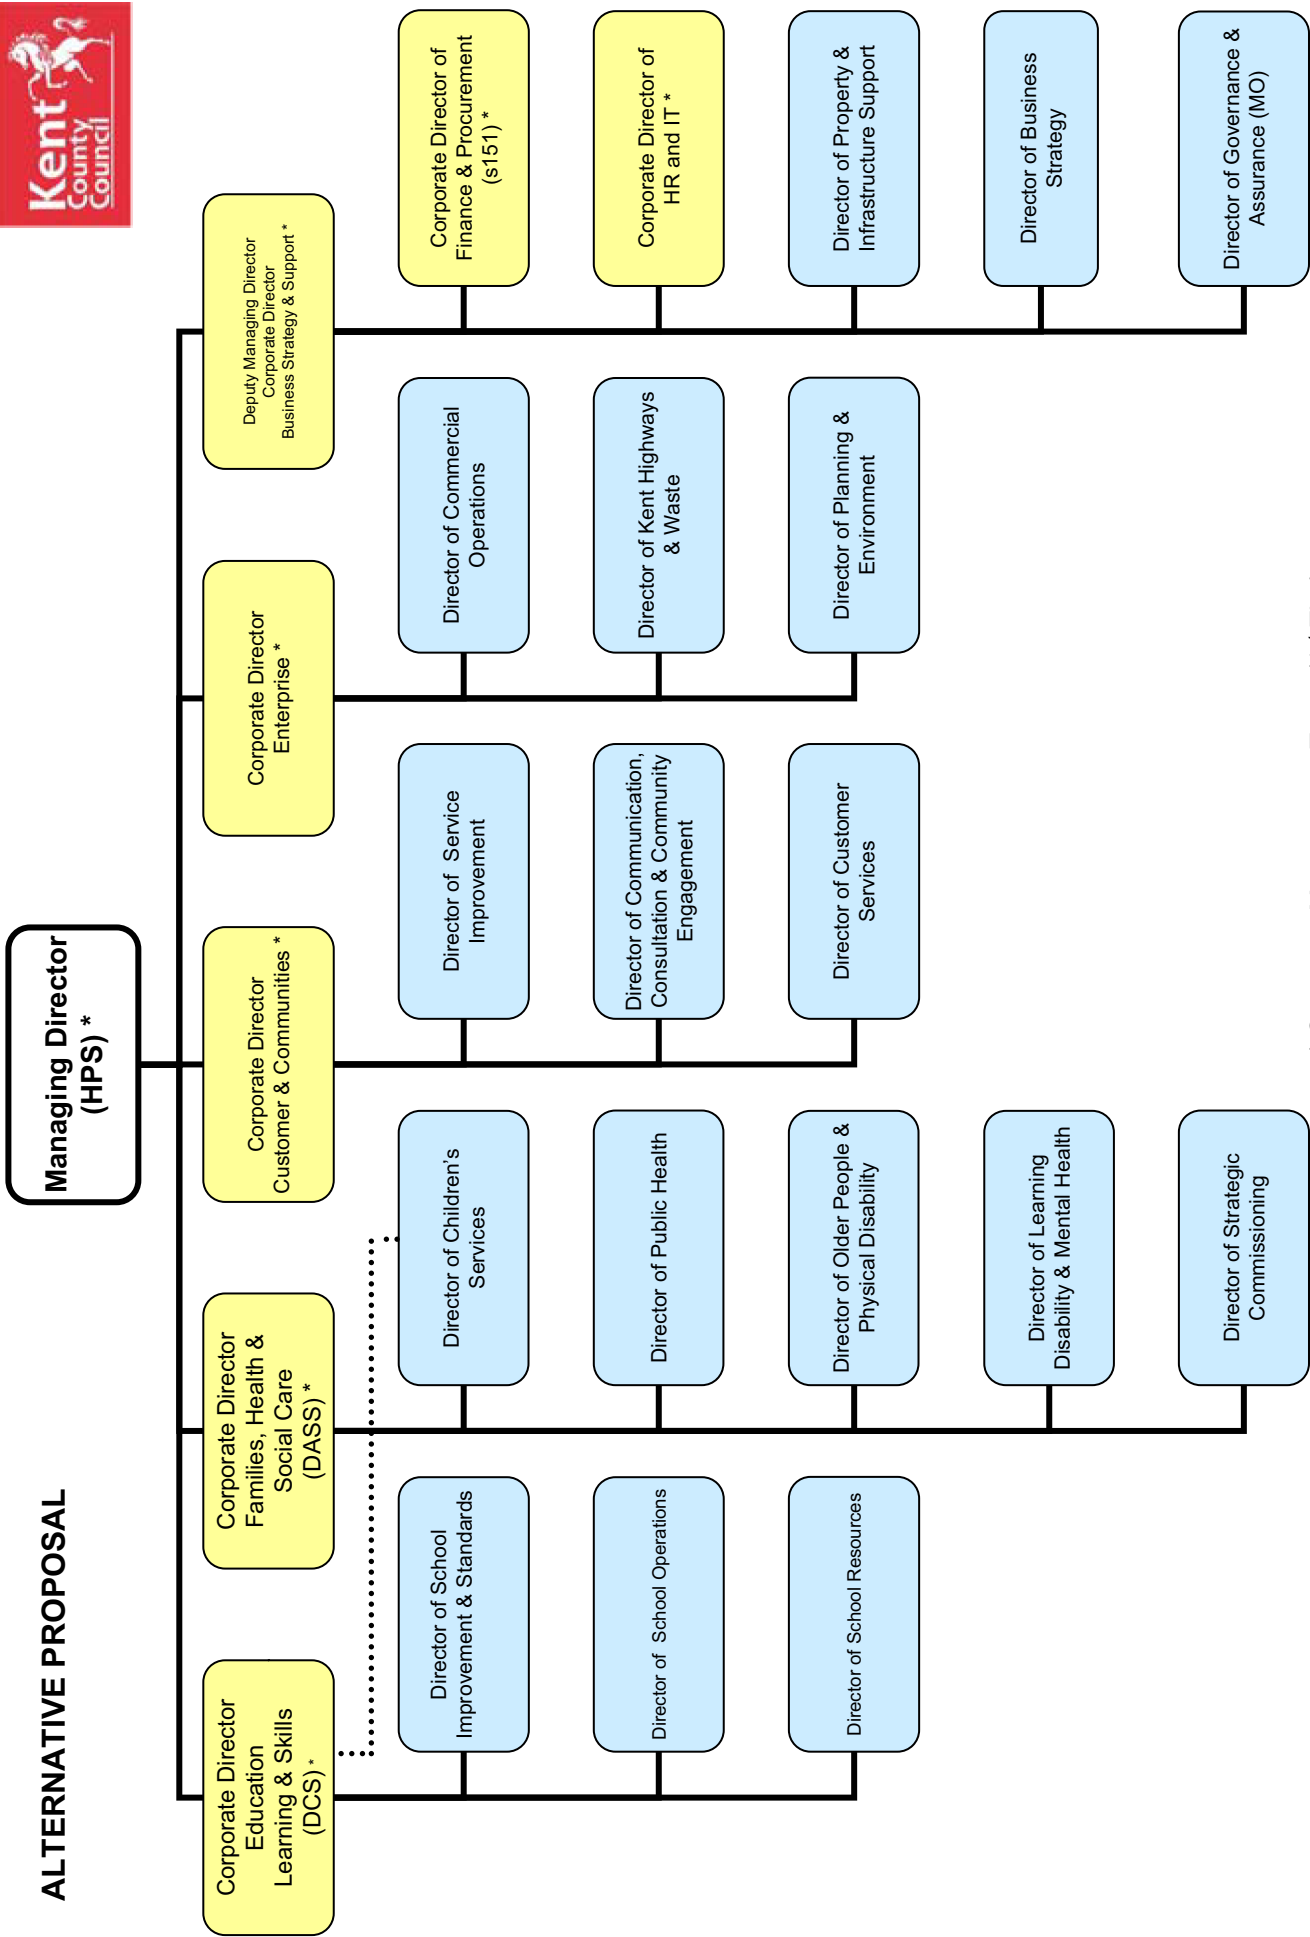 ALTERNATIVE PROPOSAL
Kent
County
Council
Managing Director
(HPS) *
Corporate Director
Education
Learning & Skills
(DCS) *
Corporate Director
Families, Health &
Social Care
(DASS) *
Corporate Director
Customer & Communities *
Corporate Director
Enterprise *
Deputy Managing Director
Corporate Director
Business Strategy & Support *
Director of School
Improvement & Standards
Director of School Operations
Director of School Resources
Director of Children's
Services
Director of Public Health
Director of Older People &
Physical Disability
Director of Learning
Disability & Mental Health
Director of Strategic
Commissioning
Director of Service
Improvement
Director of Communication,
Consultation & Community
Engagement
Director of Customer
Services
Director of Commercial
Operations
Director of Kent Highways
& Waste
Director of Planning &
Environment
Corporate Director of
Finance & Procurement
(s151) *
Corporate Director of
HR and IT *
Director of Property &
Infrastructure Support
Director of Business
Strategy
Director of Governance &
Assurance (MO)